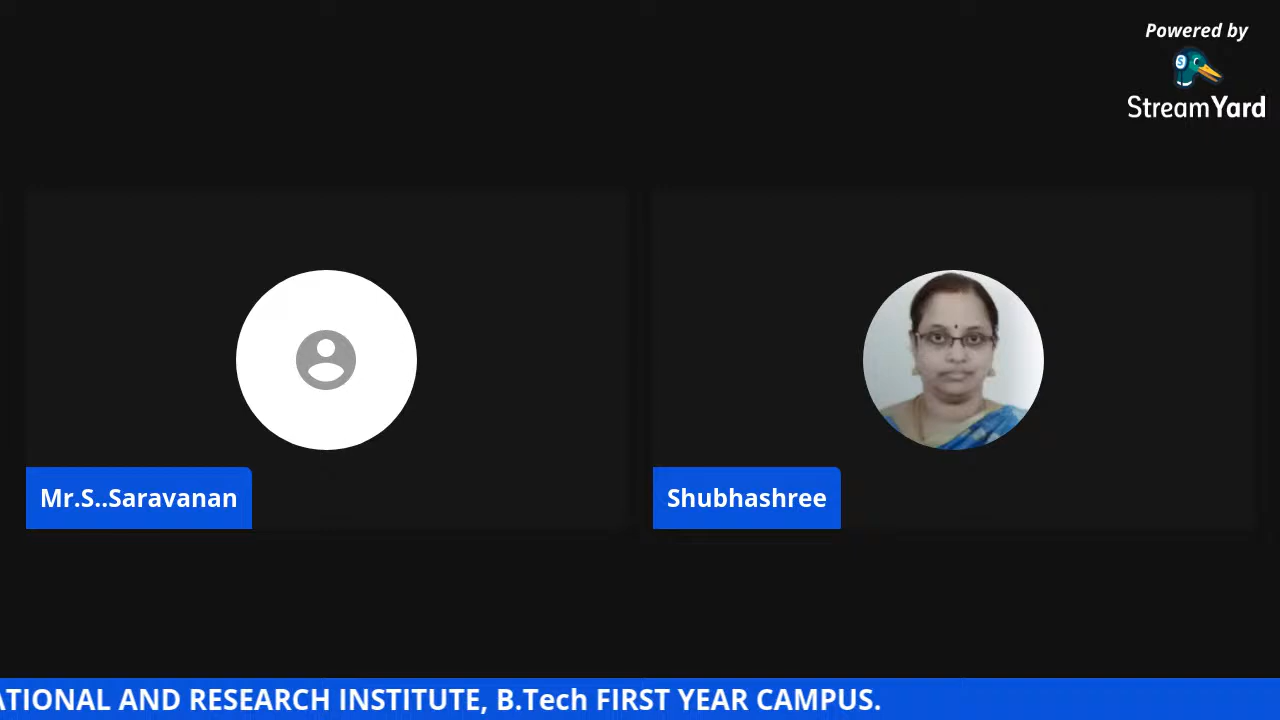 Powered by
StreamYard
Mr.S..Saravanan
Shubhashree
ATIONAL AND RESEARCH INSTITUTE, B.Tech FIRST YEAR CAMPUS.